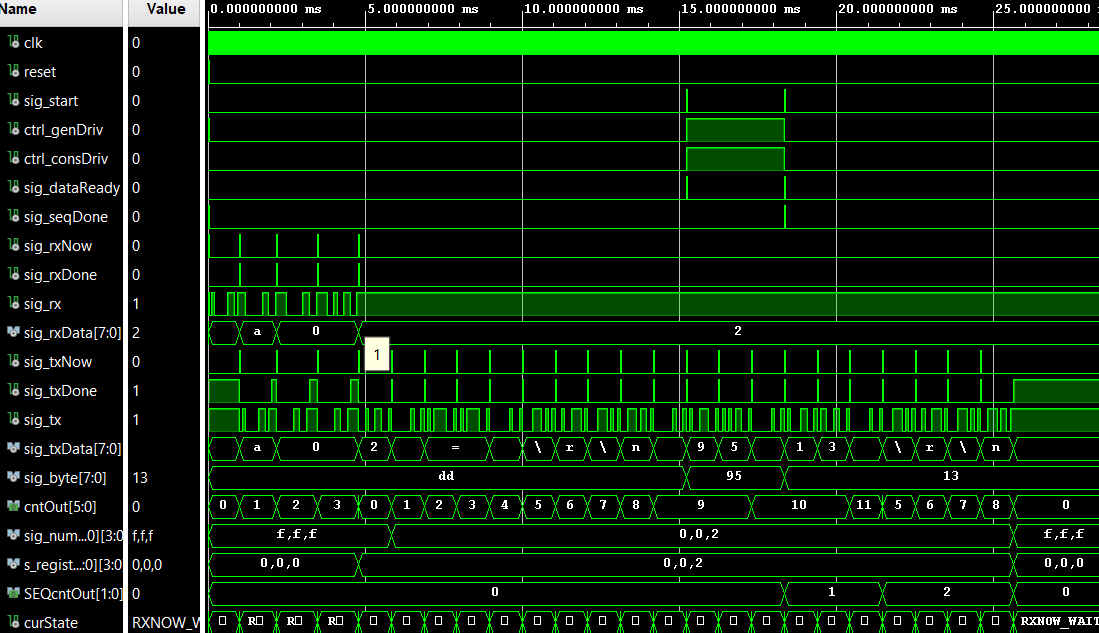 Name Value 0.000000000 ms 5.000000000 ms 10.000000000 ms 15.000000000 ms 20.000000000 ms 25.000000000 ms
clk 0
reset 0
sig_start 0
ctrl_genDriv 0
ctrl_consDriv 0
sig_dataReady 0
sig_seqDone 0
sig_rxNow 0
sig_rxDone 0
sig_rx 1
sig_rxData[7:0] 2 a 0 2
sig_txNow 0 1
sig_txDone 1
sig_tx 1
sig_txData[7:0] a 0 2 = \ r \ n 9 5 1 3 \ r \ n
sig_byte[7:0] 13 dd 95 13
cntOut[5:0] 0 0 1 2 3 0 1 2 3 4 5 6 7 8 9 10 11 5 6 7 8 0
sig_num...0][3:0 f,f,f f,f,f 0,0,2 f,f,f
s_regist...:0][3:0 0,0,0 0,0,0 0,0,2 0,0,0
SEQcntOut[1:0] 0 0 1 2 0
curState RXNOW_W R R R RXNOW_WAIT